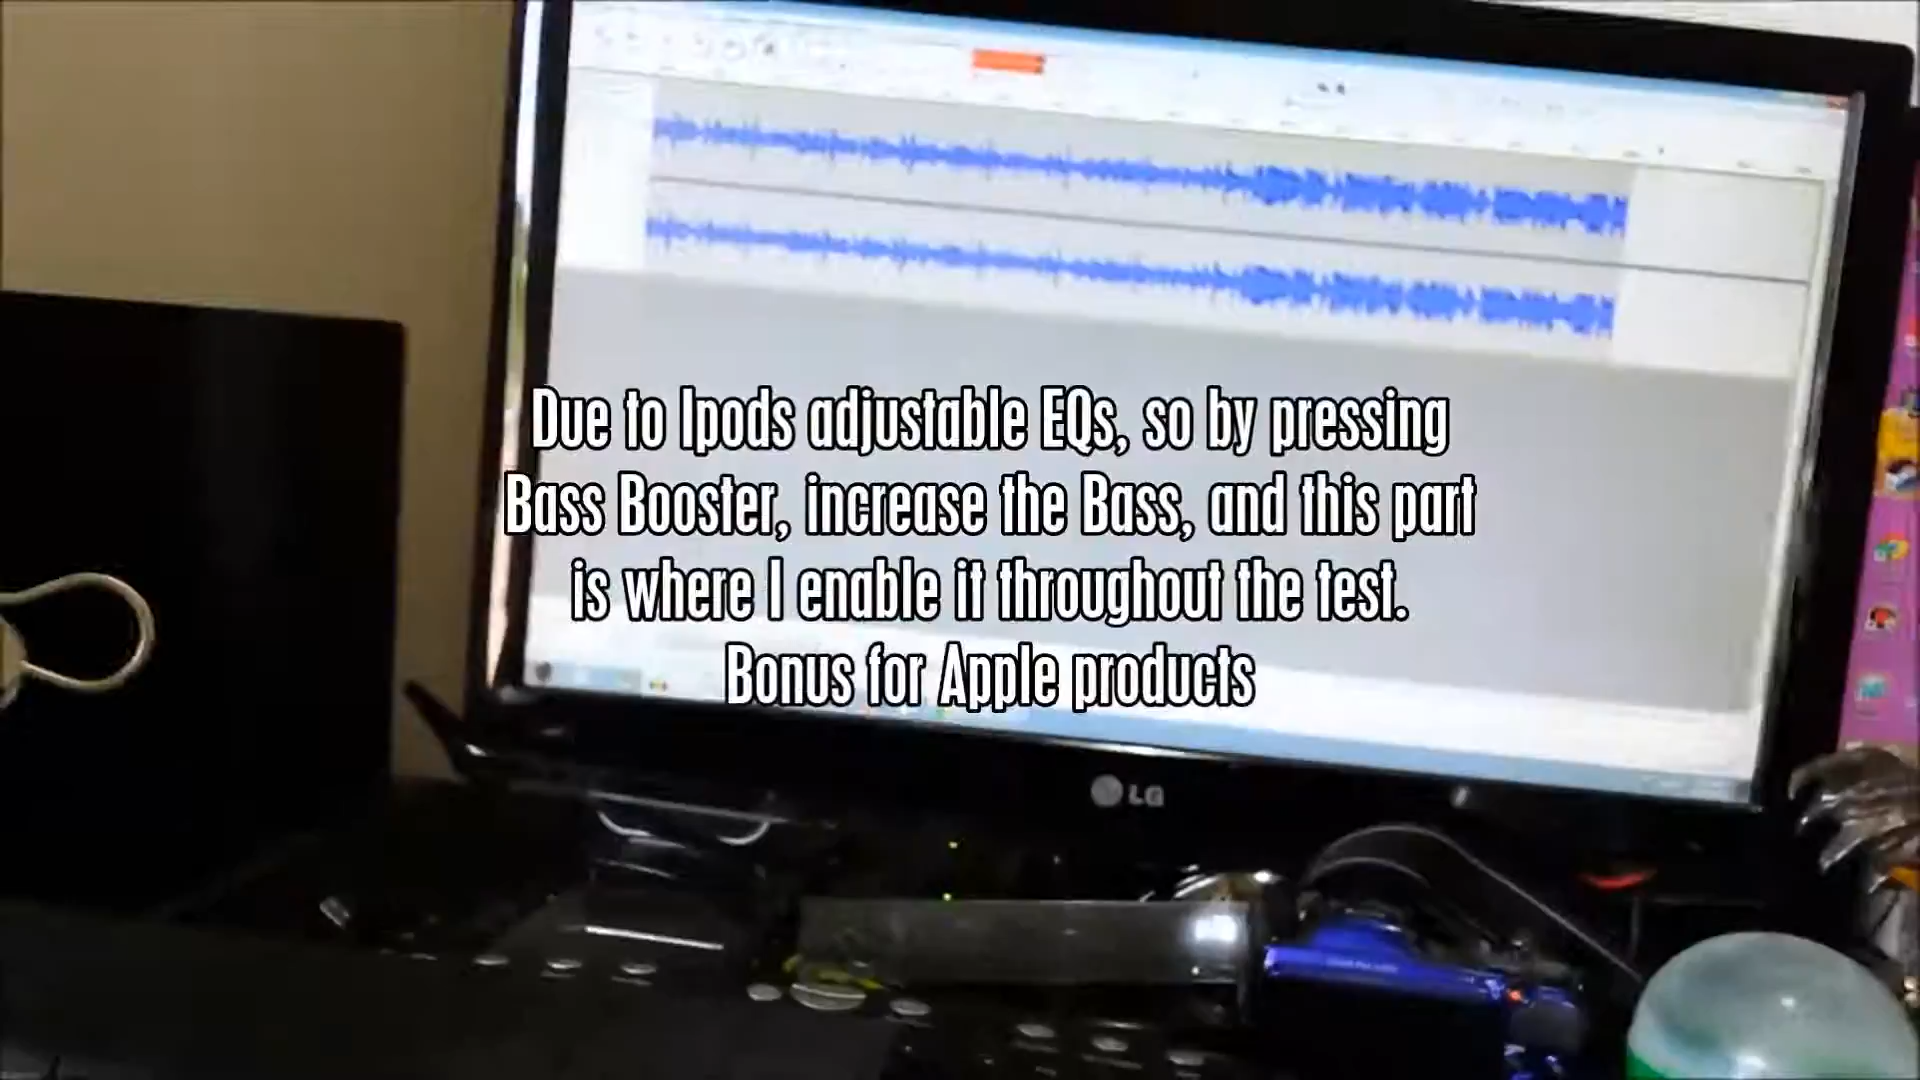 Due to Ipods adjustable EQs, so by pressing
Bass Booster, increase the Bass, and this part
is where I enable it throughout the test.
Bonus for Apple products
LG